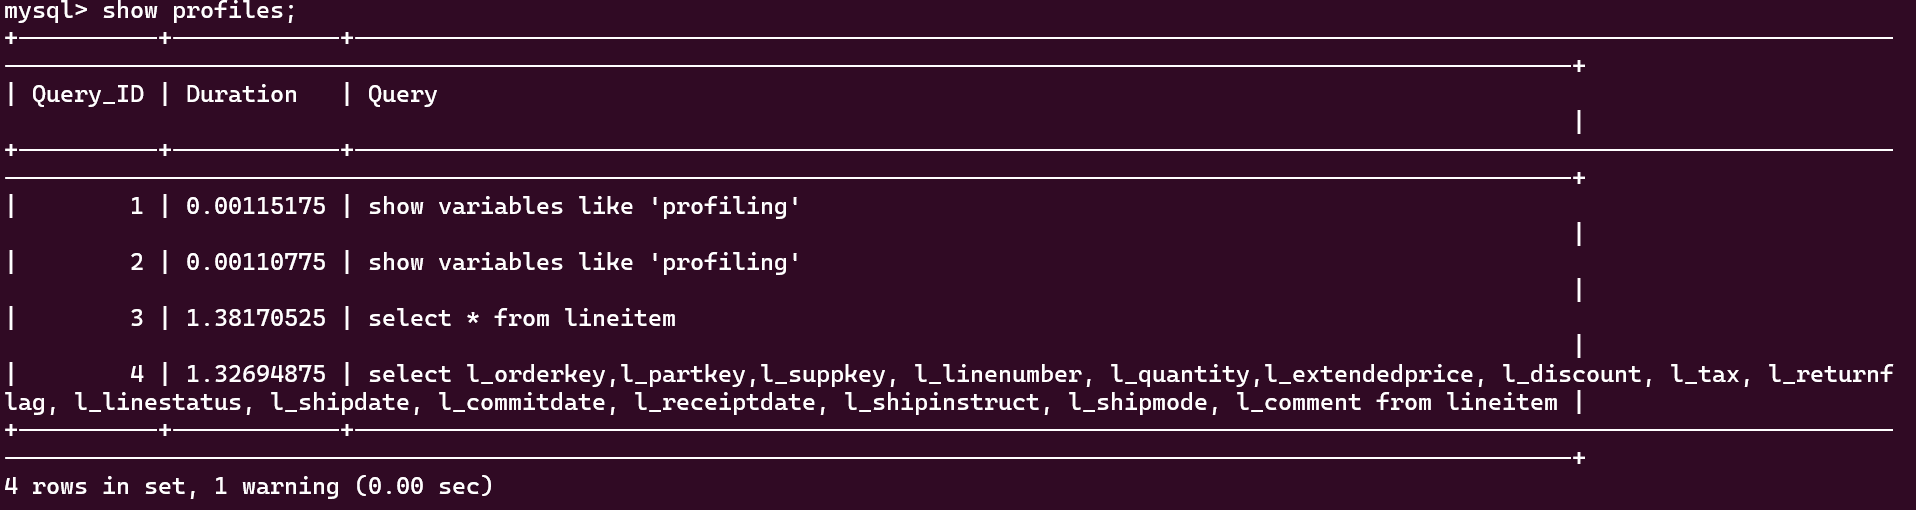 mysql> show profiles;
+----------+------------+--------------------------------------------------------------------------------------------------------------
----------------------------------------------------------------------------------------------------------------+
| Query_ID | Duration   | Query
|
+----------+------------+--------------------------------------------------------------------------------------------------------------
----------------------------------------------------------------------------------------------------------------+
|        1 | 0.00115175 | show variables like 'profiling'
|
|        2 | 0.00110775 | show variables like 'profiling'
|
|        3 | 1.38170525 | select * from lineitem
|
|        4 | 1.32694875 | select l_orderkey,l_partkey,l_suppkey, l_linenumber, l_quantity,l_extendedprice, l_discount, l_tax, l_returnf
lag, l_linestatus, l_shipdate, l_commitdate, l_receiptdate, l_shipinstruct, l_shipmode, l_comment from lineitem |
+----------+------------+--------------------------------------------------------------------------------------------------------------
----------------------------------------------------------------------------------------------------------------+
4 rows in set, 1 warning (0.00 sec)